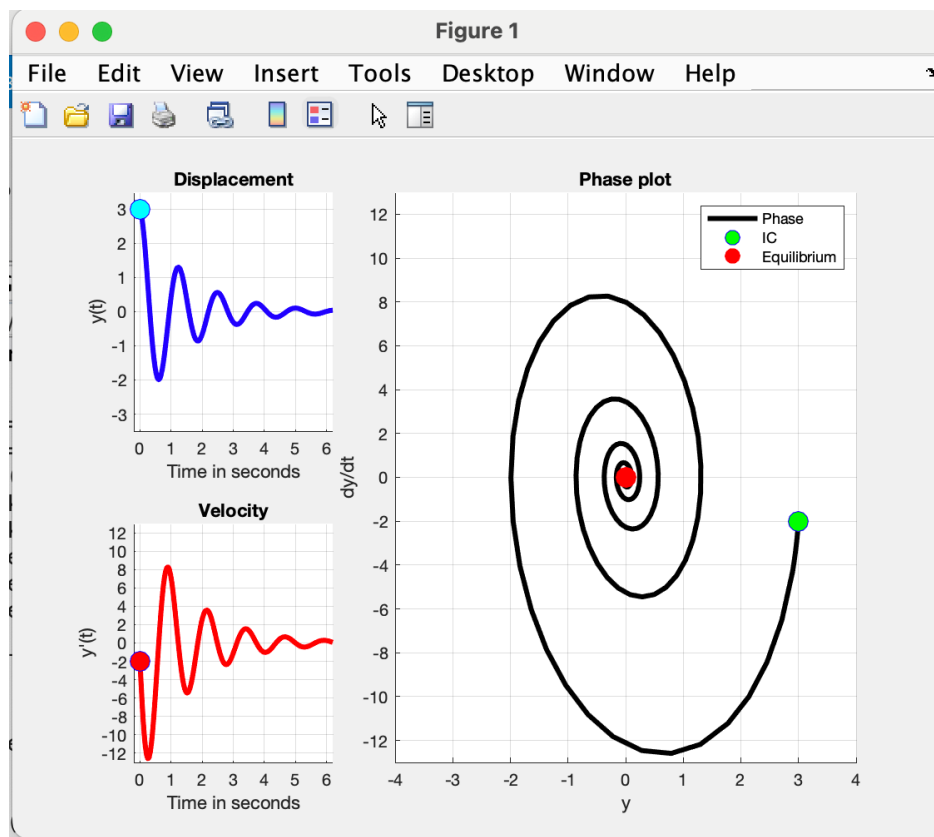 Figure 1
File Edit View Insert Tools Desktop Window Help
Displacement
3
2
1
0
-1
-2
-3
y(t)
0 1 2 3 4 5 6
Time in seconds
Velocity
12
10
8
6
4
2
0
-2
-4
-6
-8
-10
-12
y'(t)
0 1 2 3 4 5 6
Time in seconds
Phase plot
Phase
IC
Equilibrium
12
10
8
6
4
2
0
-2
-4
-6
-8
-10
-12
dy/dt
-4 -3 -2 -1 0 1 2 3 4
y